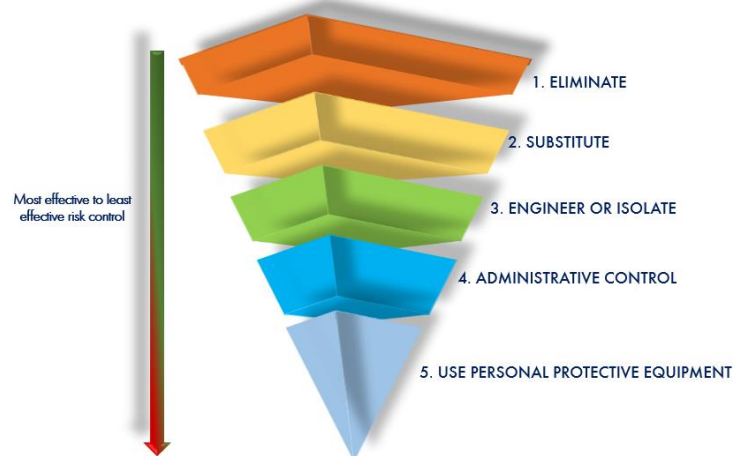 1. ELIMINATE
2. SUBSTITUTE
Most effective to least
effective risk control
3. ENGINEER OR ISOLATE
4. ADMINISTRATIVE CONTROL
5. USE PERSONAL PROTECTIVE EQUIPMENT